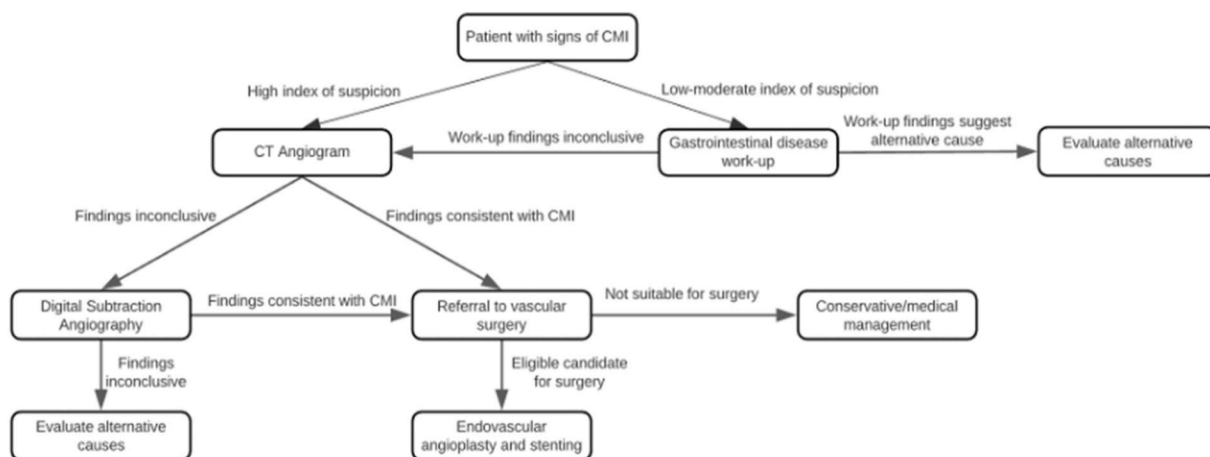 Patient with signs of CMI
High index of suspicion
Low-moderate index of suspicion
CT Angiogram
Work-up findings inconclusive
Gastrointestinal disease
work-up
Work-up findings suggest
alternative cause
Evaluate alternative
causes
Findings inconclusive
Findings consistent with CMI
Digital Subtraction
Angiography
Findings consistent with CMI
Referral to vascular
surgery
Not suitable for surgery
Conservative/medical
management
Findings
inconclusive
Eligible candidate
for surgery
Evaluate alternative
causes
Endovascular
angioplasty and stenting